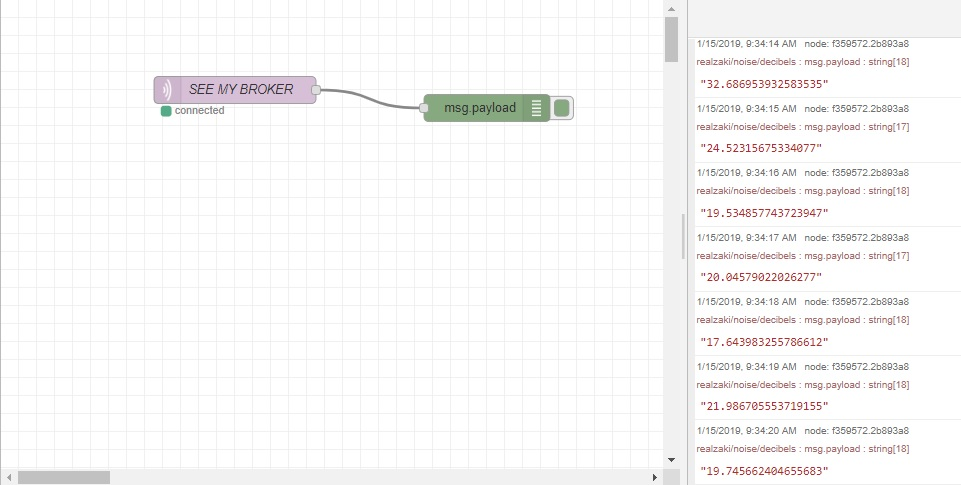 SEE MY BROKER
connected
msg.payload
1/15/2019, 9:34:14 AM node: f359572.2b893a8
realzaki/noise/decibels : msg.payload : string[18]
"32.686953932583535"
1/15/2019, 9:34:15 AM node: f359572.2b893a8
realzaki/noise/decibels : msg.payload : string[17]
"24.52315675334077"
1/15/2019, 9:34:16 AM node: f359572.2b893a8
realzaki/noise/decibels : msg.payload : string[18]
"19.534857743723947"
1/15/2019, 9:34:17 AM node: f359572.2b893a8
realzaki/noise/decibels : msg.payload : string[17]
"20.04579022026277"
1/15/2019, 9:34:18 AM node: f359572.2b893a8
realzaki/noise/decibels : msg.payload : string[18]
"17.643983255786612"
1/15/2019, 9:34:19 AM node: f359572.2b893a8
realzaki/noise/decibels : msg.payload : string[18]
"21.986705553719155"
1/15/2019, 9:34:20 AM node: f359572.2b893a8
realzaki/noise/decibels : msg.payload : string[18]
"19.745662404655683"